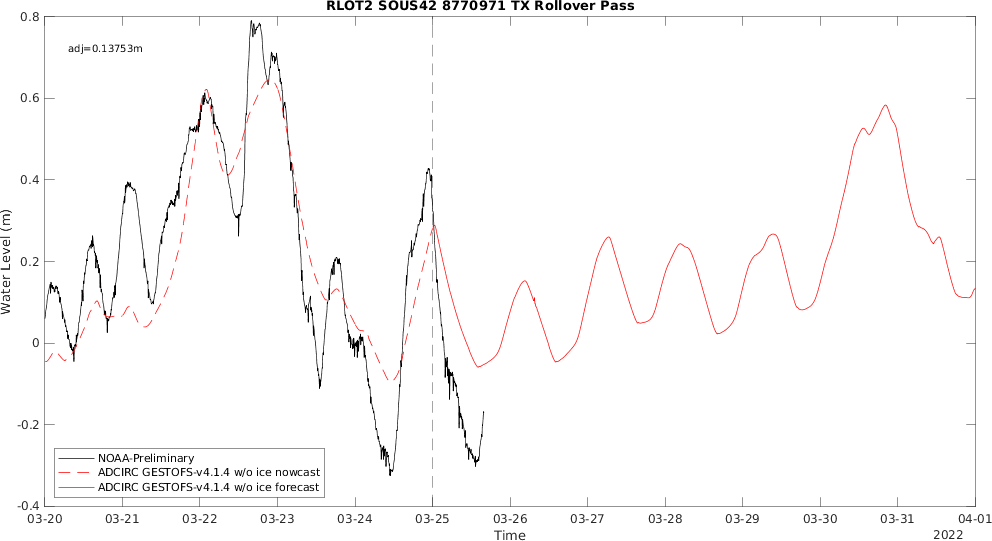 RLOT2 SOUS42 8770971 TX Rollover Pass
adj=0.13753m
Water Level (m)
0.8
0.6
0.4
0.2
0
-0.2
-0.4
NOAA-Preliminary
ADCIRC GESTOFS-v4.1.4 w/o ice nowcast
ADCIRC GESTOFS-v4.1.4 w/o ice forecast
03-20 03-21 03-22 03-23 03-24 03-25 03-26 03-27 03-28 03-29 03-30 03-31 04-01
Time
2022